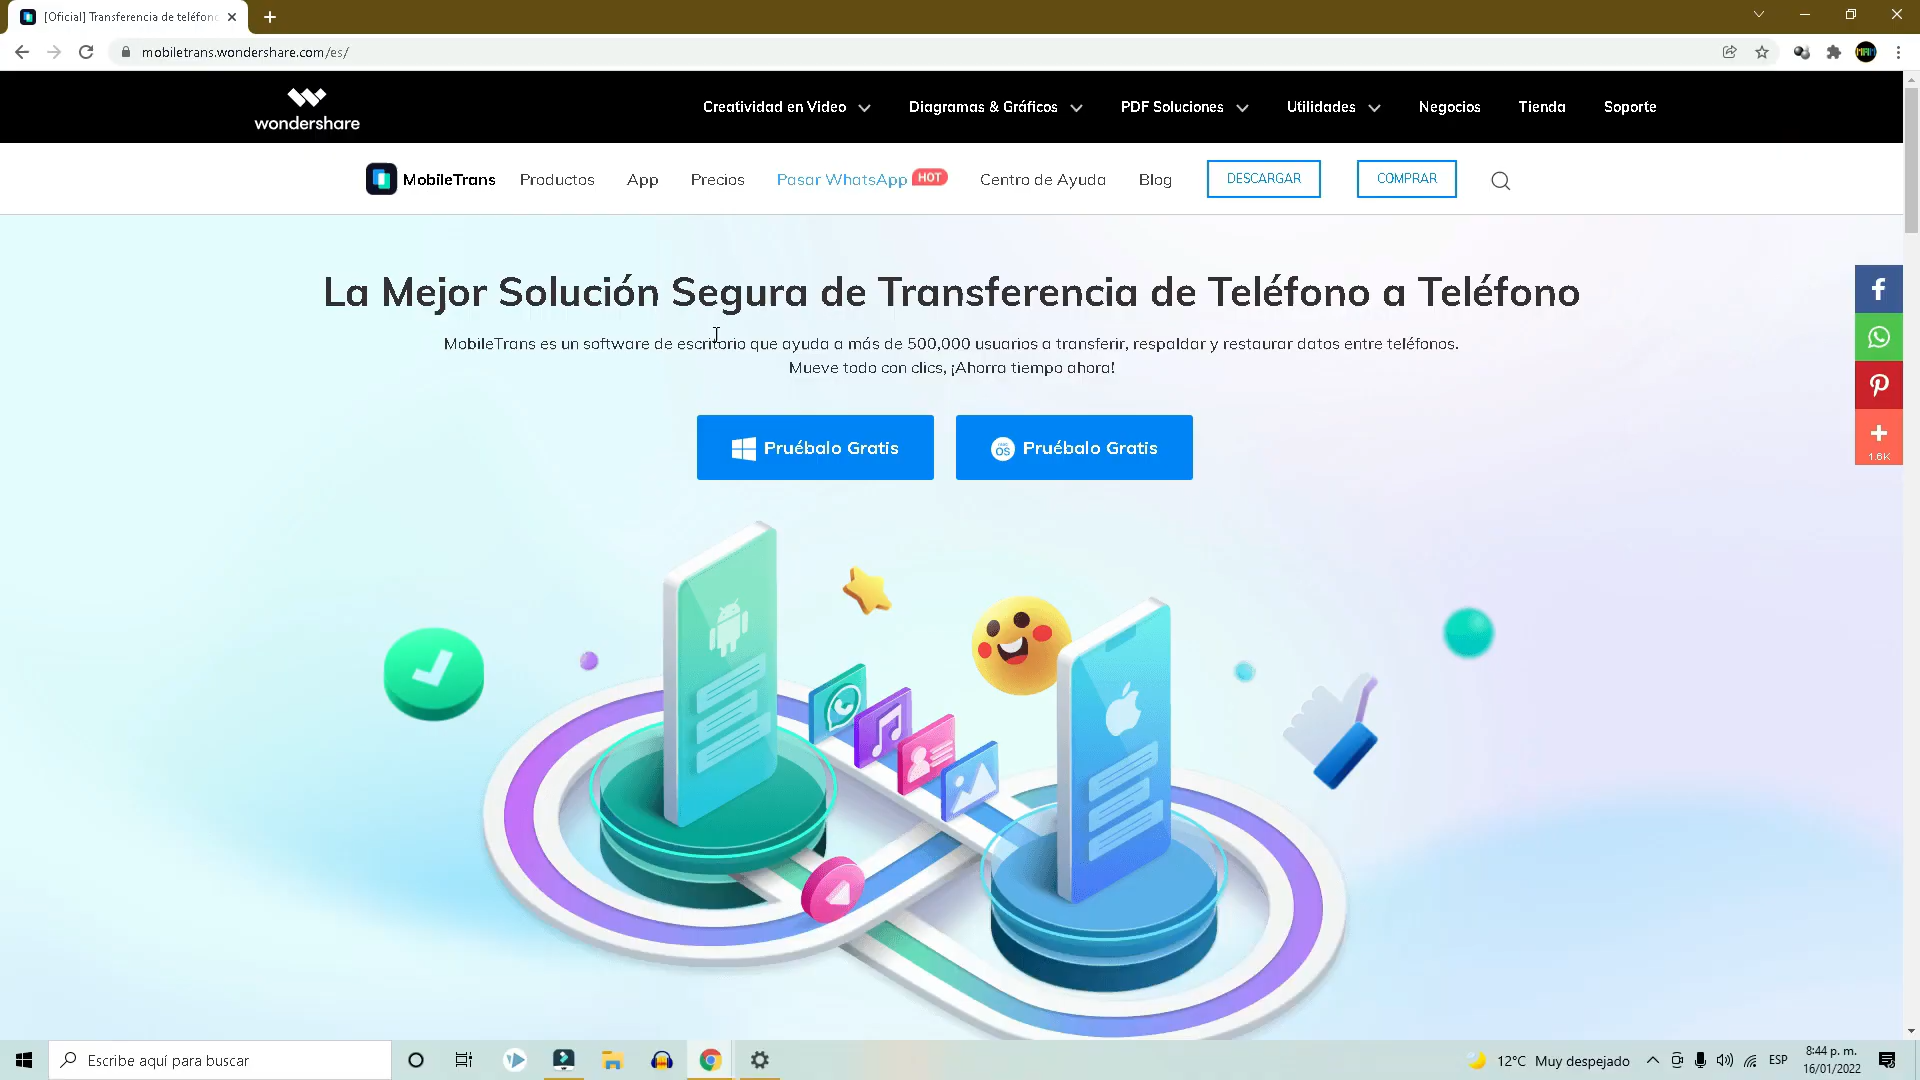 [Oficial] Transferencia de teléfono
mobiletrans.wondershare.com/es/
wondershare
Creatividad en Video
Diagramas & Gráficos
PDF Soluciones
Utilidades
Negocios
Tienda
Soporte
MobileTrans
Productos
App
Precios
Pasar WhatsApp
HOT
Centro de Ayuda
Blog
DESCARGAR
COMPRAR
La Mejor Solución Segura de Transferencia de Teléfono a Teléfono
MobileTrans es un software de escritorio que ayuda a más de 500,000 usuarios a transferir, respaldar y restaurar datos entre teléfonos.
Mueve todo con clics, ¡Ahorra tiempo ahora!
Pruébalo Gratis
macOS
Pruébalo Gratis
1.6K
Escribe aquí para buscar
12°C Muy despejado
ESP
8:44 p. m.
16/01/2022